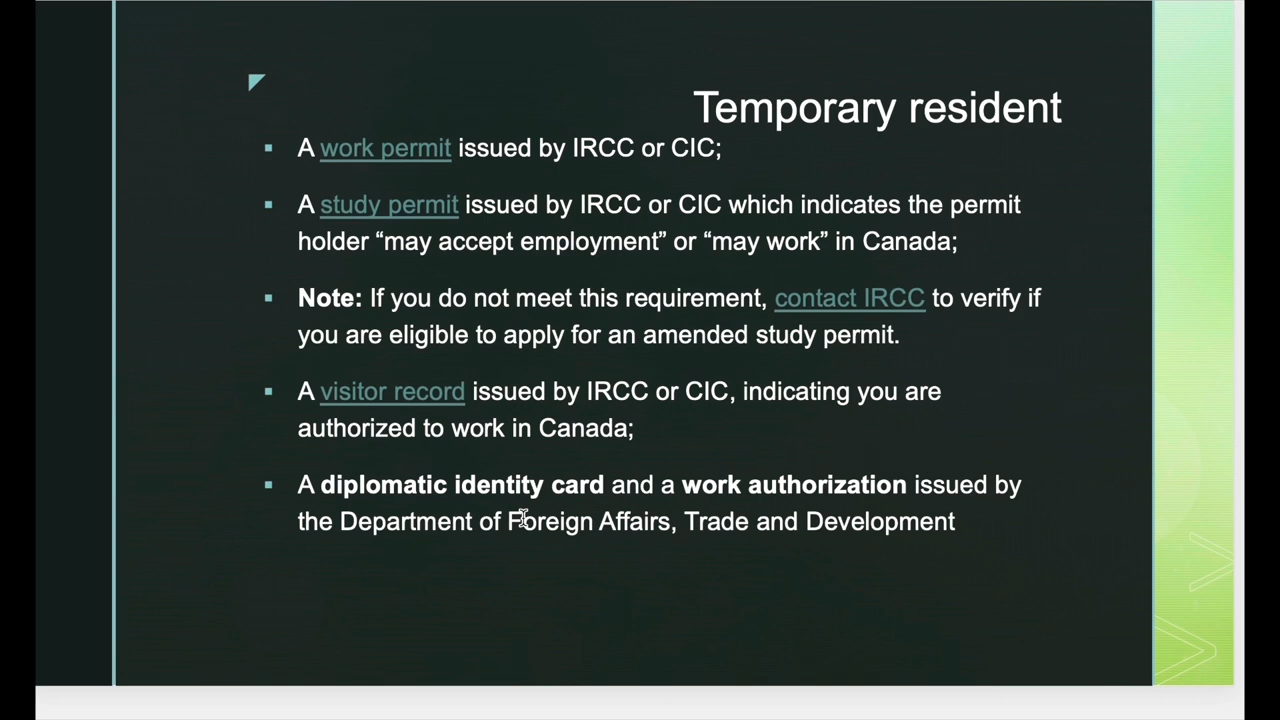 Temporary resident
▪ A work permit issued by IRCC or CIC;
▪ A study permit issued by IRCC or CIC which indicates the permit
holder “may accept employment” or “may work” in Canada;
▪ Note: If you do not meet this requirement, contact IRCC to verify if
you are eligible to apply for an amended study permit.
▪ A visitor record issued by IRCC or CIC, indicating you are
authorized to work in Canada;
▪ A diplomatic identity card and a work authorization issued by
the Department of Foreign Affairs, Trade and Development